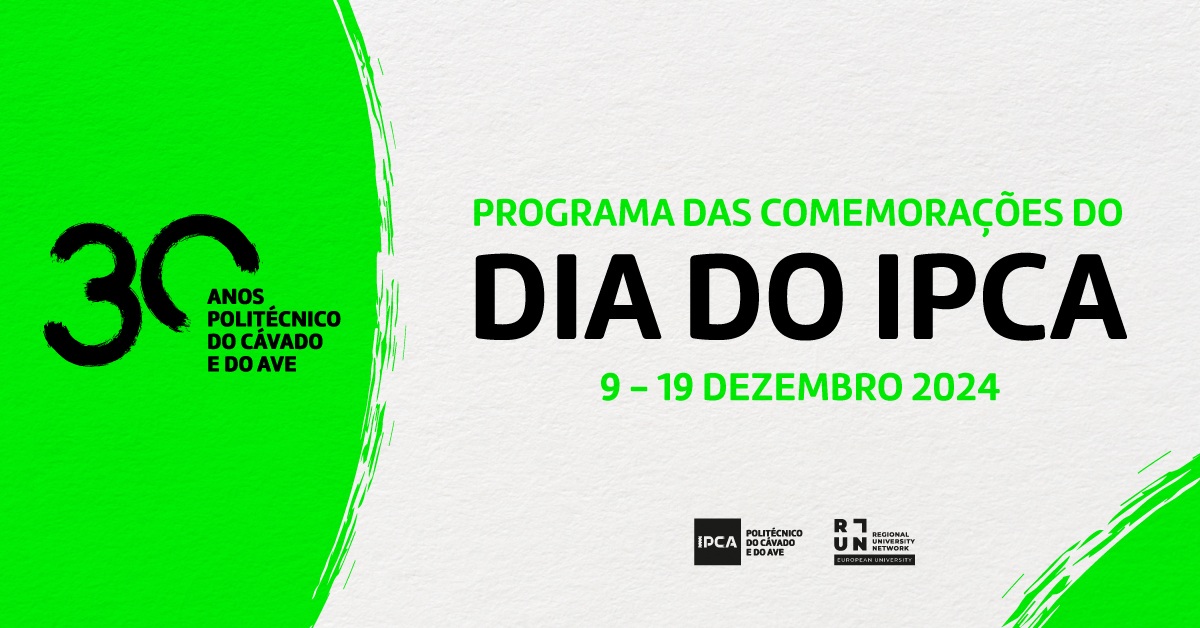 30
ANOS
POLITÉCNICO
DO CÁVADO
E DO AVE
PROGRAMA DAS COMEMORAÇÕES DO
DIA DO IPCA
9 – 19 DEZEMBRO 2024
IPCA
POLITÉCNICO
DO CÁVADO
E DO AVE
R UN
REGIONAL
UNIVERSITY
NETWORK
EUROPEAN UNIVERSITY